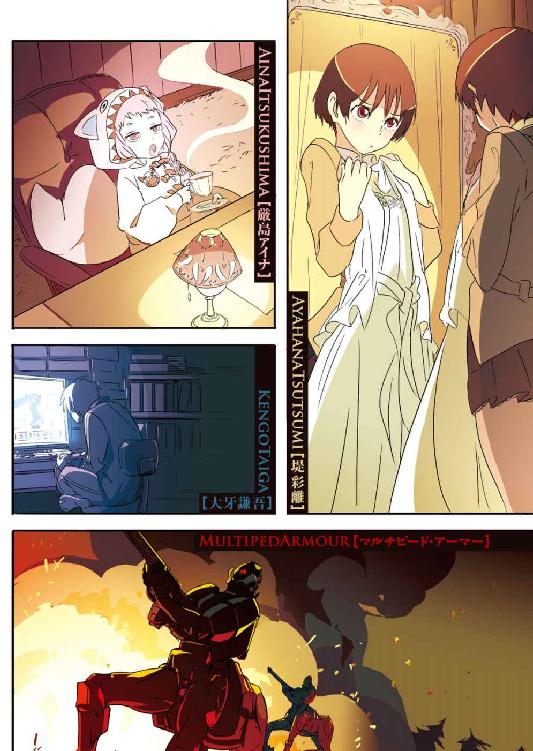 AINAITSUKUSHIMA【厳島アイナ】
AYAHANATSUTSUMI【堤 彩離】
KENGOTAIGA
【大牙謙吾】
MULTIPEDARMOUR【マルチピード・アーマー】